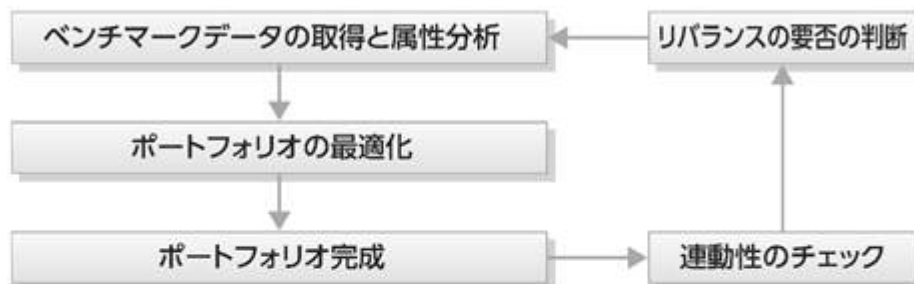 ベンチマークデータの取得と属性分析
リバランスの要否の判断
ポートフォリオの最適化
ポートフォリオ完成
連動性のチェック